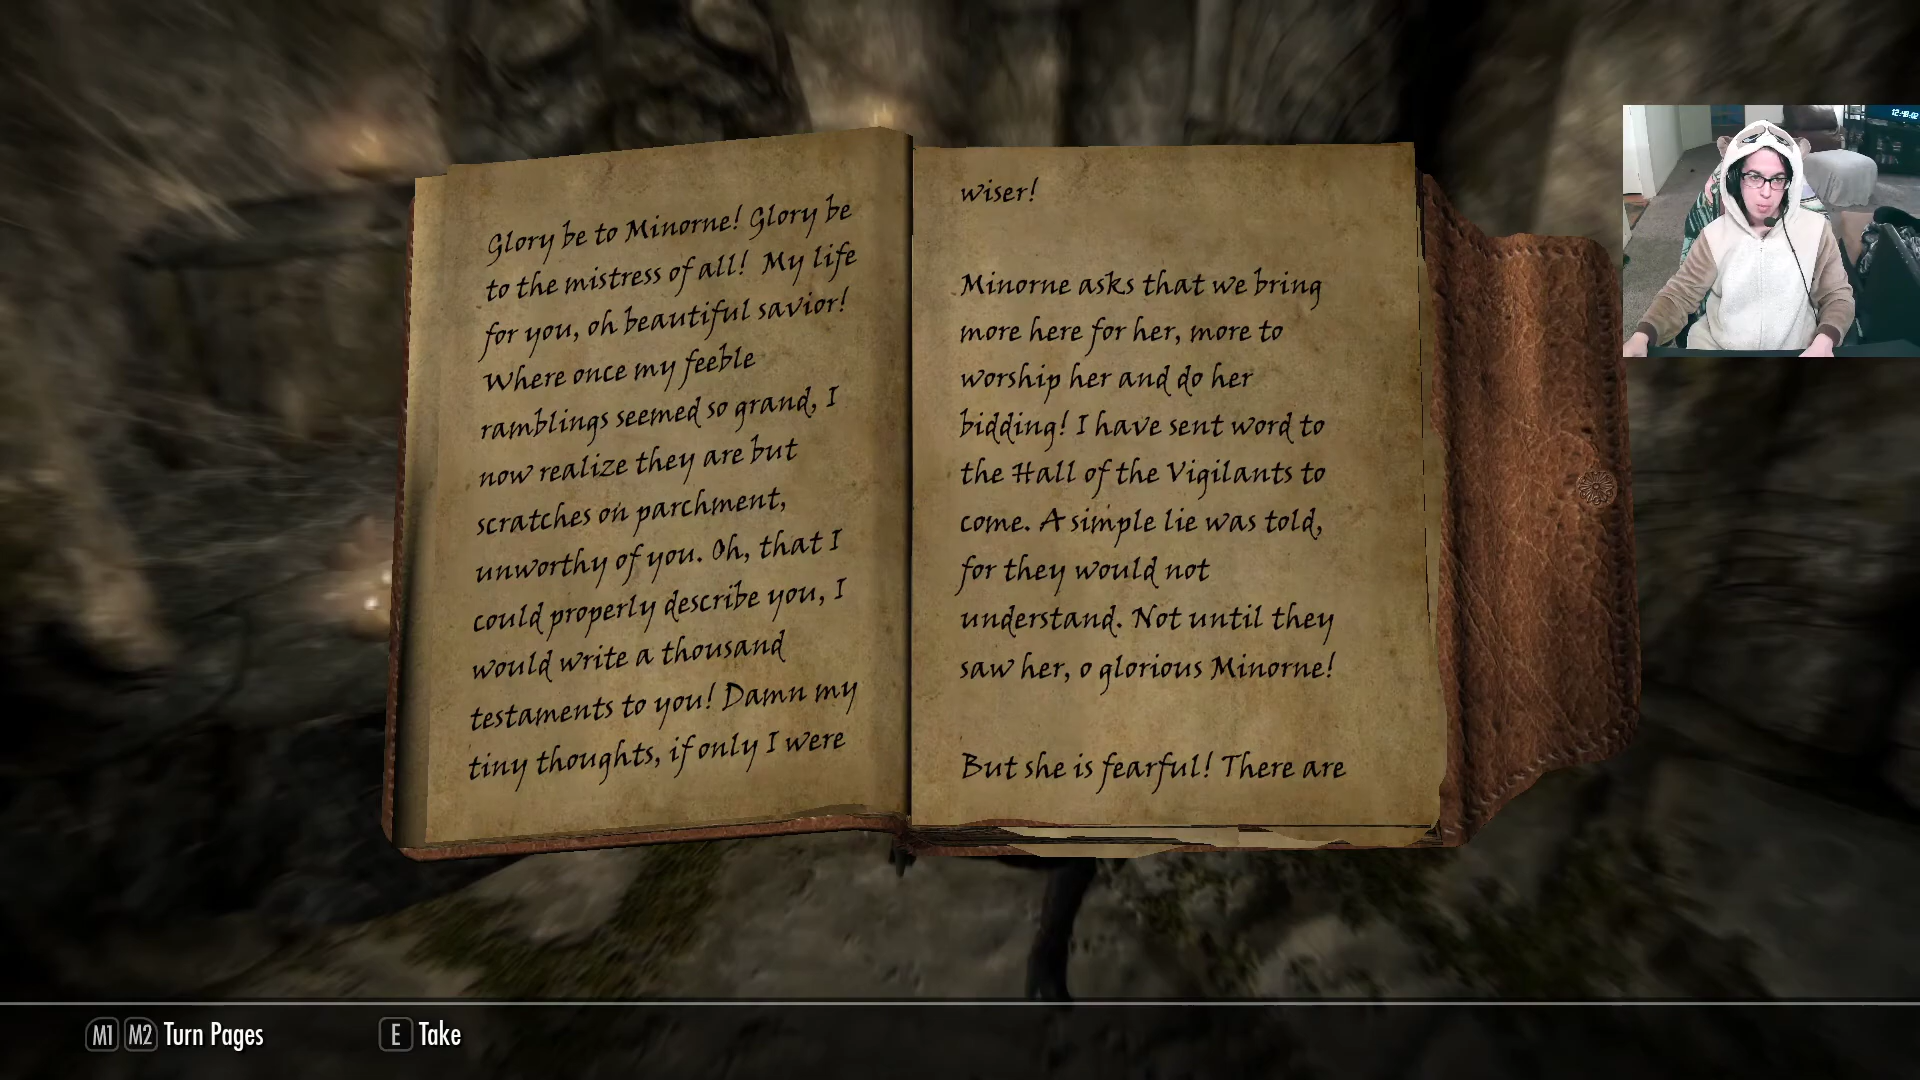 Glory be to Minorne! Glory be
to the mistress of all! My life
for you, oh beautiful savior!
Where once my feeble
ramblings seemed so grand, I
now realize they are but
scratches on parchment,
unworthy of you. Oh, that I
could properly describe you, I
would write a thousand
testaments to you! Damn my
tiny thoughts, if only I were
wiser!
Minorne asks that we bring
more here for her, more to
worship her and do her
bidding! I have sent word to
the Hall of the Vigilants to
come. A simple lie was told,
for they would not
understand. Not until they
saw her, o glorious Minorne!
But she is fearful! There are
M1 M2 Turn Pages
E Take